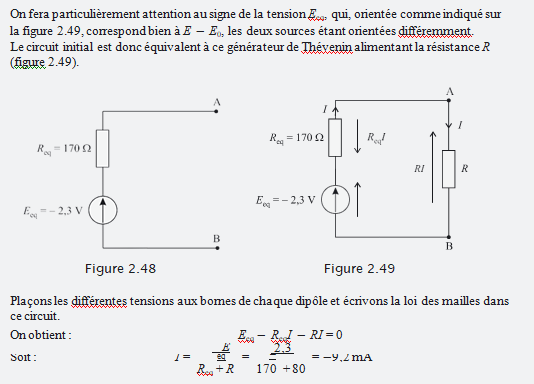 On fera particulièrement attention au signe de la tension Eeq, qui, orientée comme indiqué sur
la figure 2.49, correspond bien à E − E0, les deux sources étant orientées différemment.
Le circuit initial est donc équivalent à ce générateur de Thévenin alimentant la résistance R
(figure 2.49).
A
Req = 170 Ω
Eeq = − 2,3 V
B
Figure 2.48
A
I
I
Req = 170 Ω
ReqI
RI
R
Eeq = − 2,3 V
B
Figure 2.49
Plaçons les différentes tensions aux bornes de chaque dipôle et écrivons la loi des mailles dans
ce circuit.
On obtient : Eeq − ReqI − RI = 0
Soit : I = Eeq / Req + R = − 2,3 / 170 + 80 = −9,2 mA